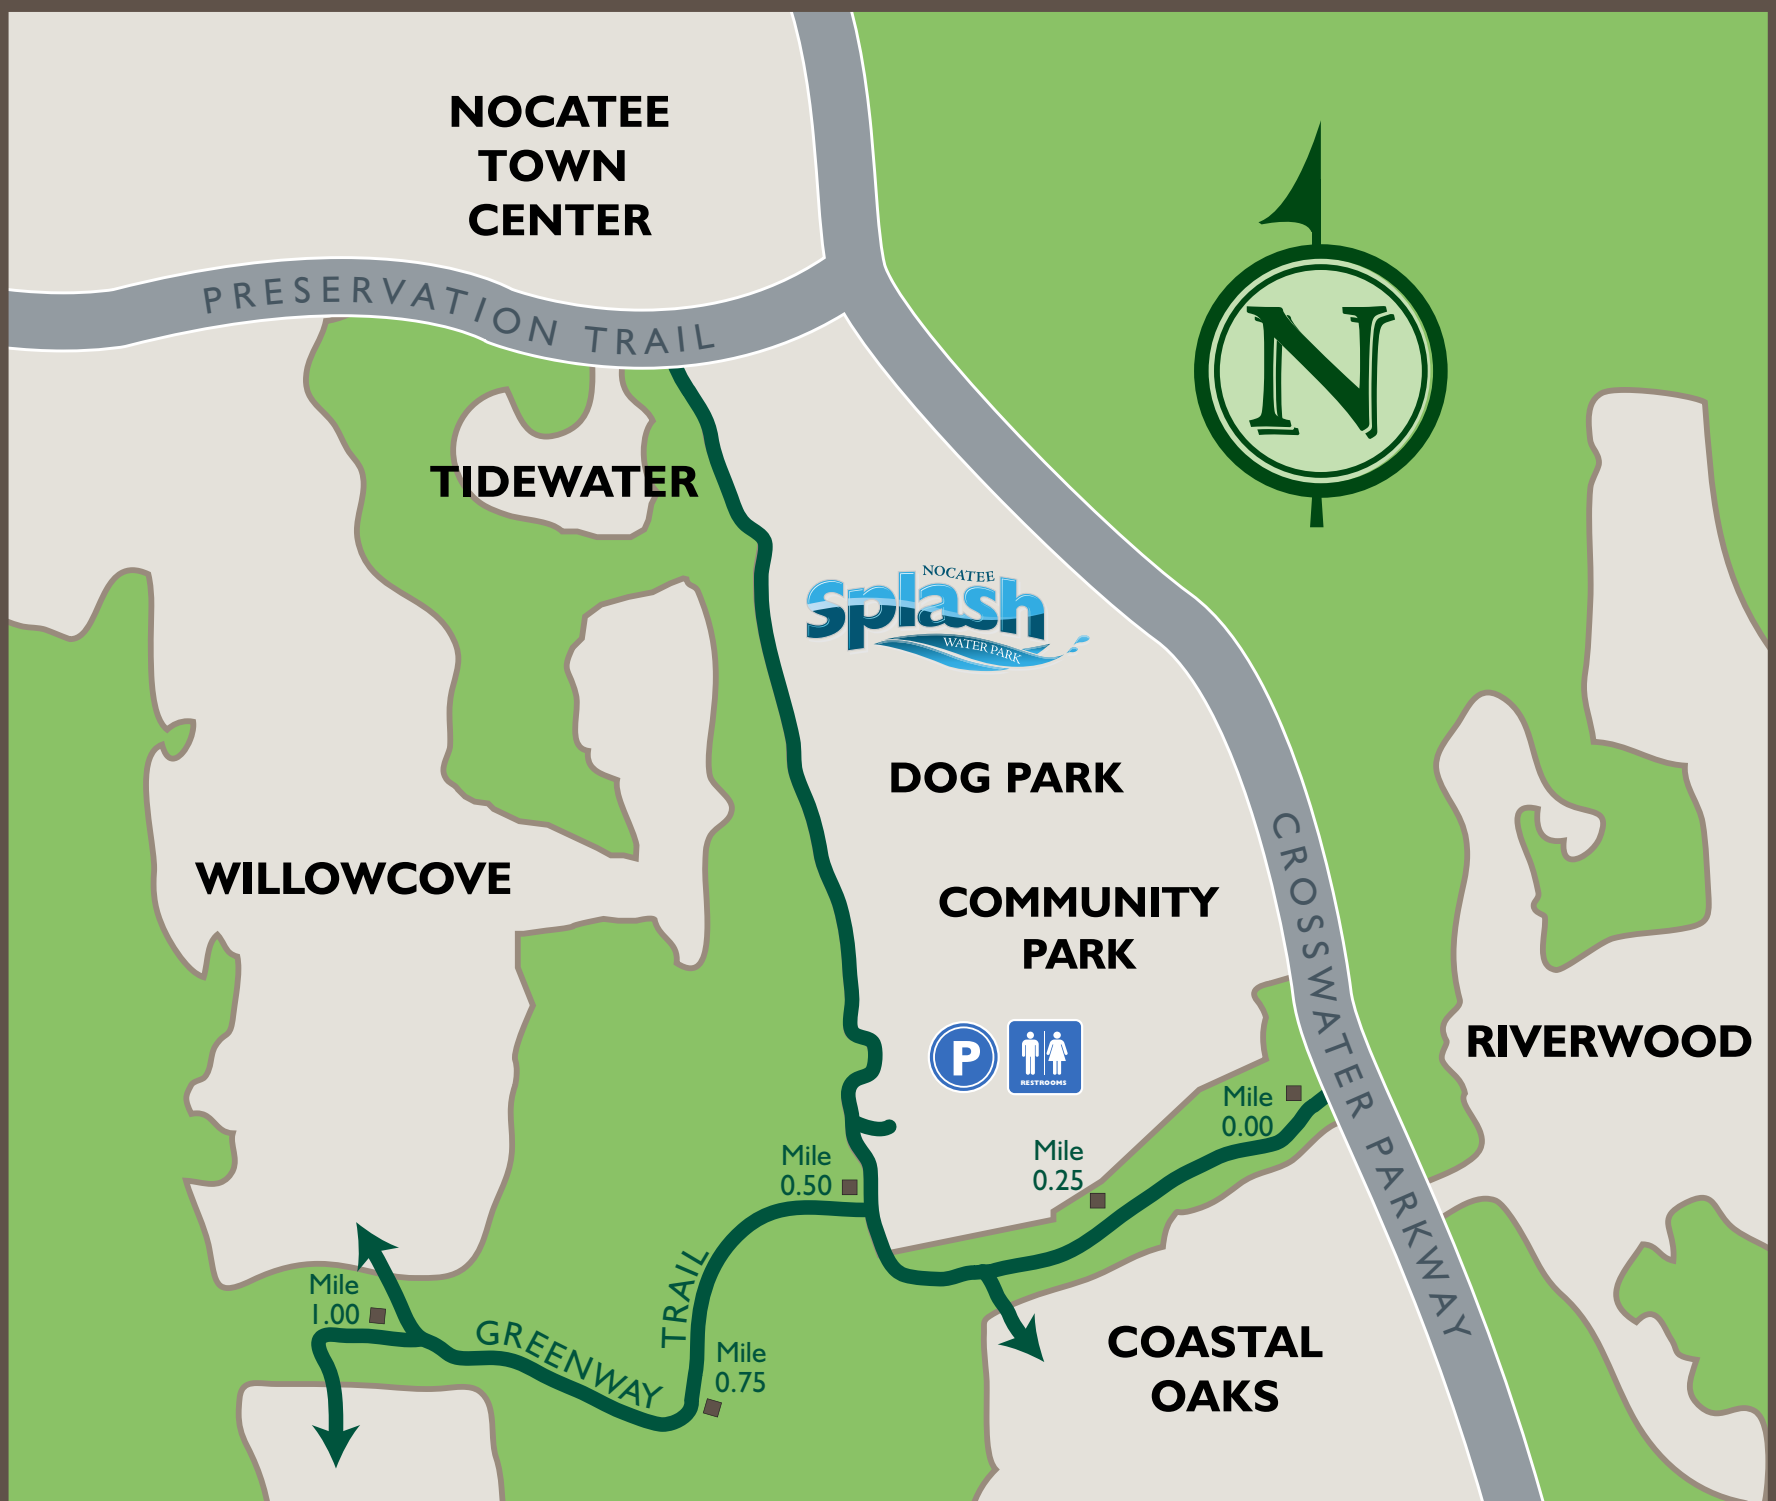 NOCATEE
TOWN
CENTER
PRESERVATION TRAIL
N
TIDEWATER
NOCATEE
Splash
WATER PARK
DOG PARK
WILLOWCOVE
COMMUNITY
PARK
CROSSWATER PARKWAY
RIVERWOOD
P
RESTROOMS
Mile
0.00
Mile
0.25
Mile
0.50
Mile
1.00
GREENWAY TRAIL
Mile
0.75
COASTAL
OAKS